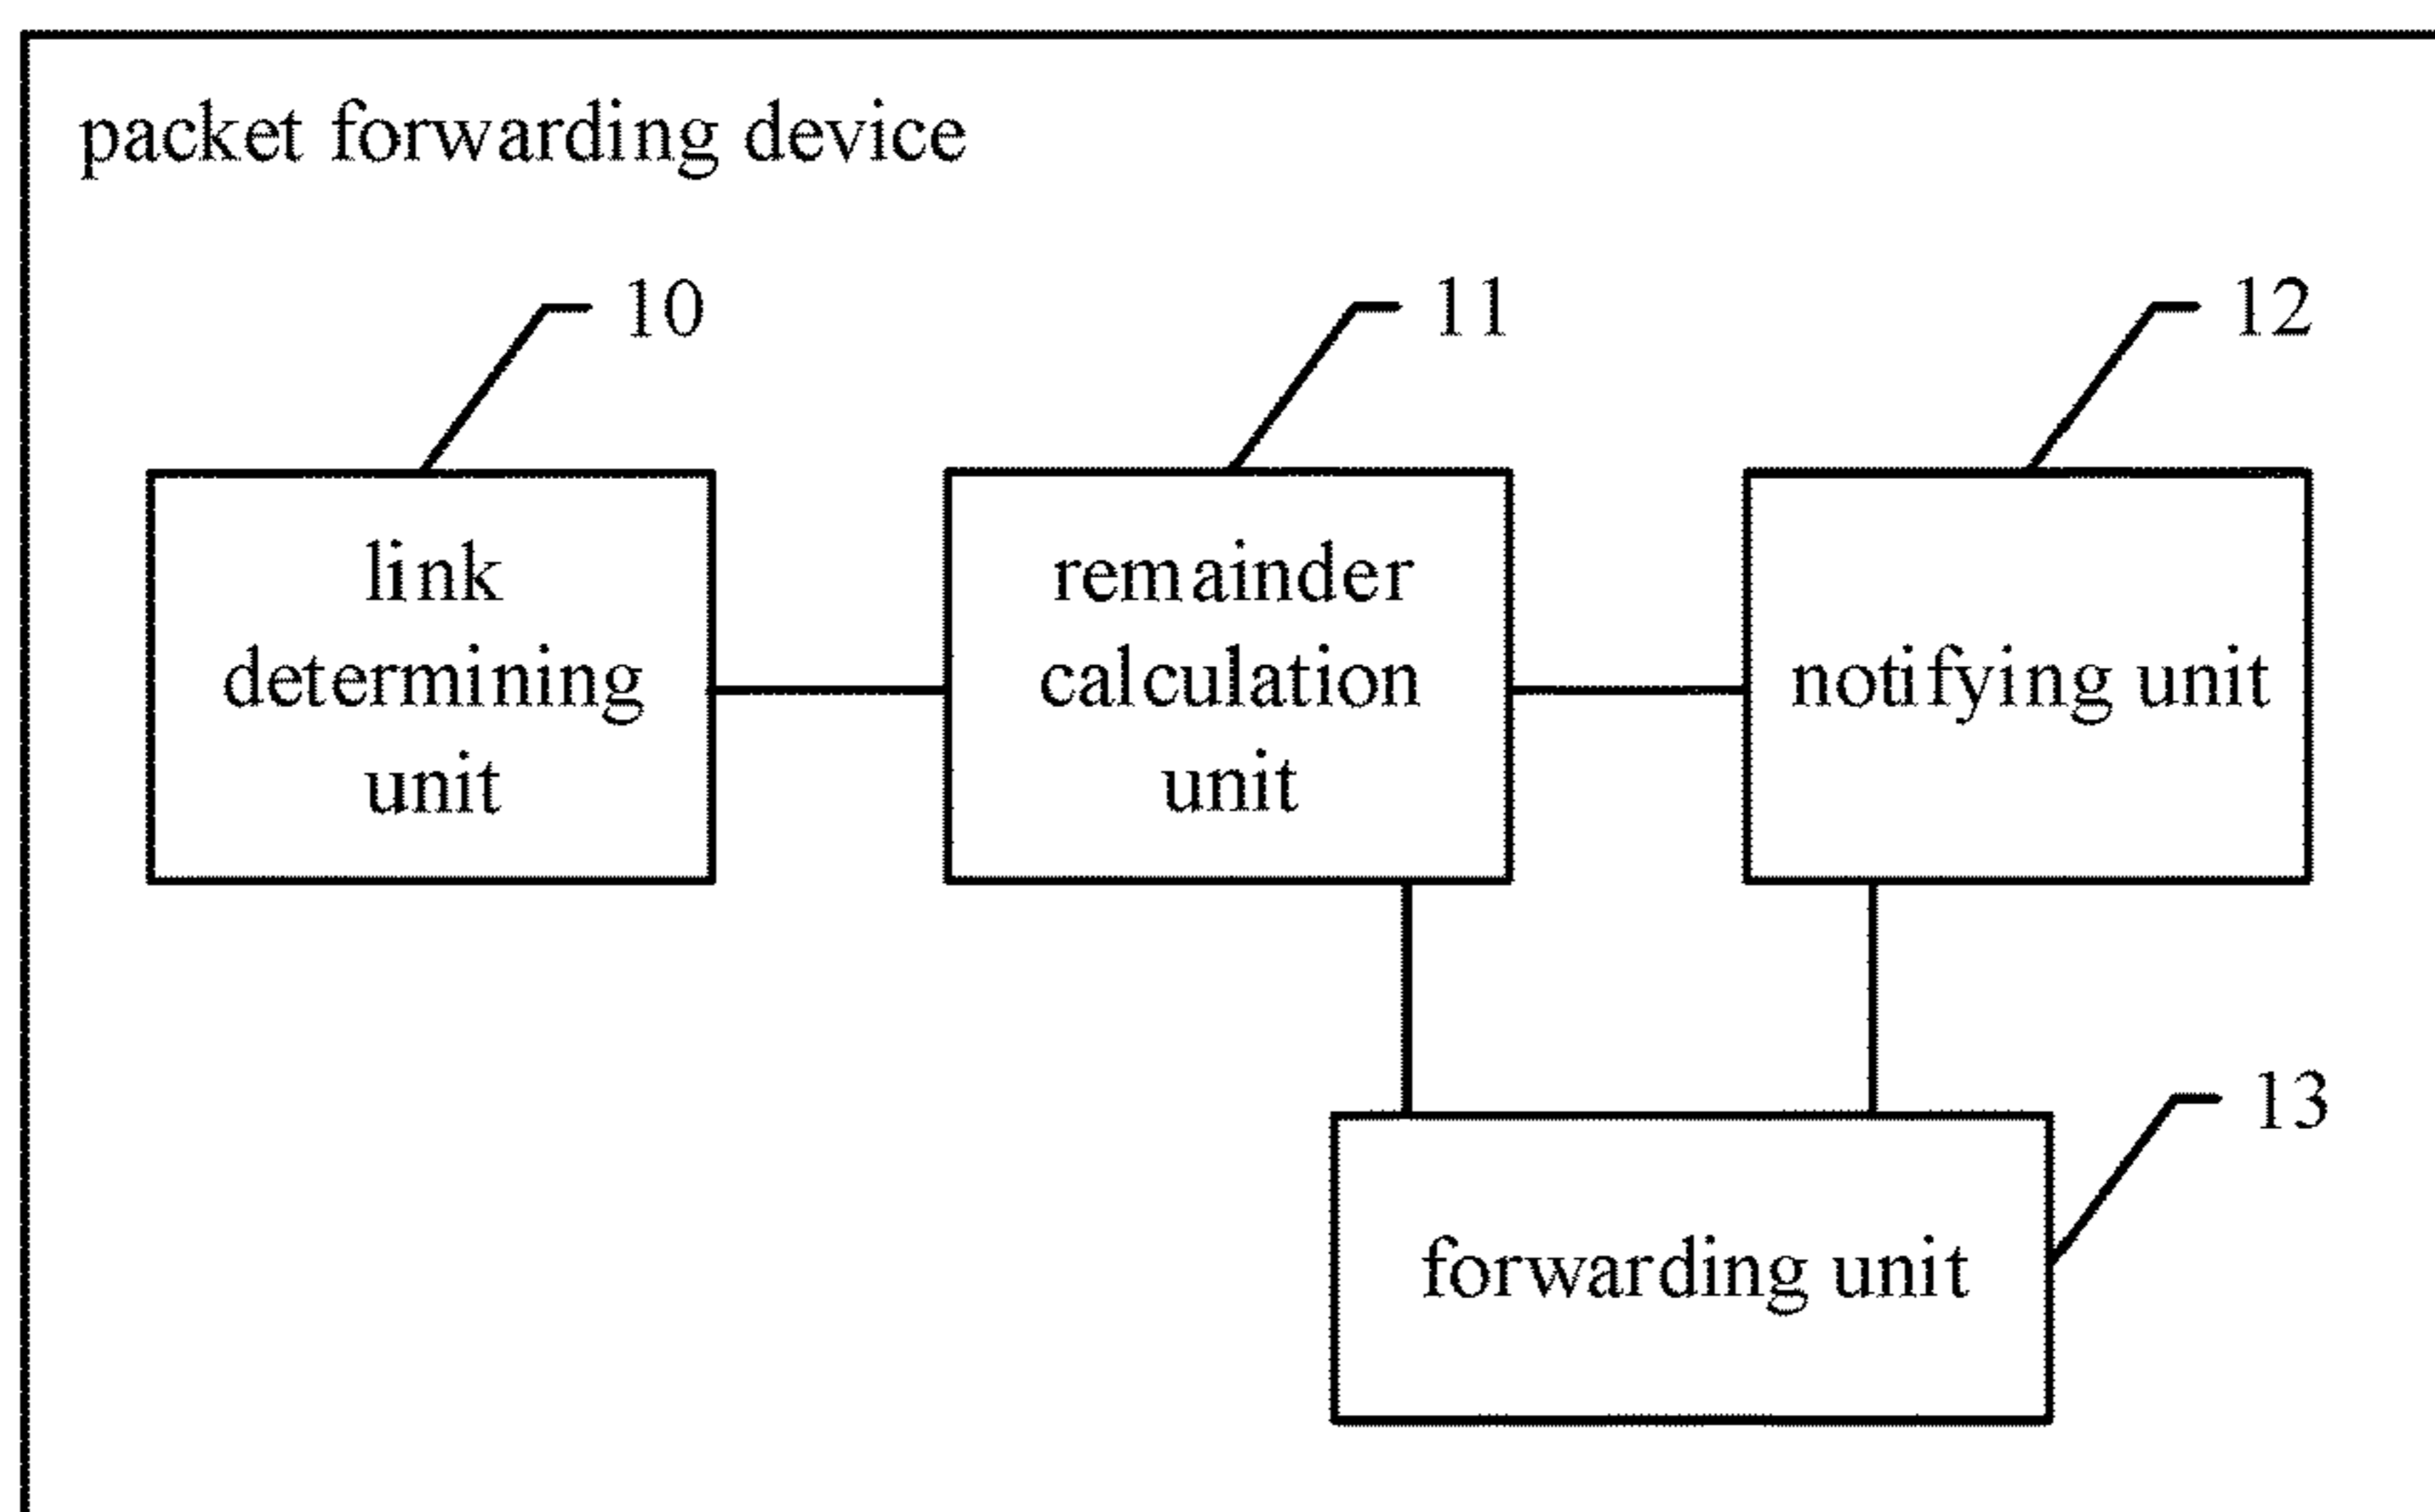 packet forwarding device
10
11
12
link
determining
unit
remainder
calculation
unit
notifying unit
13
forwarding unit